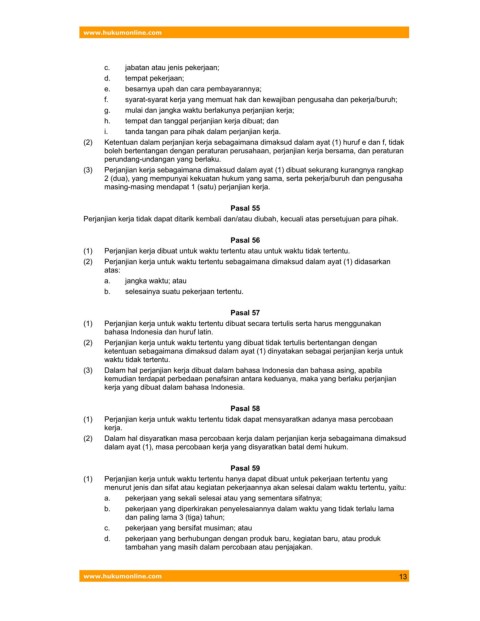 www.hukumonline.com
c. jabatan atau jenis pekerjaan;
d. tempat pekerjaan;
e. besarnya upah dan cara pembayarannya;
f. syarat-syarat kerja yang memuat hak dan kewajiban pengusaha dan pekerja/buruh;
g. mulai dan jangka waktu berlakunya perjanjian kerja;
h. tempat dan tanggal perjanjian kerja dibuat; dan
i. tanda tangan para pihak dalam perjanjian kerja.
(2) Ketentuan dalam perjanjian kerja sebagaimana dimaksud dalam ayat (1) huruf e dan f, tidak
boleh bertentangan dengan peraturan perusahaan, perjanjian kerja bersama, dan peraturan
perundang-undangan yang berlaku.
(3) Perjanjian kerja sebagaimana dimaksud dalam ayat (1) dibuat sekurang kurangnya rangkap
2 (dua), yang mempunyai kekuatan hukum yang sama, serta pekerja/buruh dan pengusaha
masing-masing mendapat 1 (satu) perjanjian kerja.
Pasal 55
Perjanjian kerja tidak dapat ditarik kembali dan/atau diubah, kecuali atas persetujuan para pihak.
Pasal 56
(1) Perjanjian kerja dibuat untuk waktu tertentu atau untuk waktu tidak tertentu.
(2) Perjanjian kerja untuk waktu tertentu sebagaimana dimaksud dalam ayat (1) didasarkan
atas:
a. jangka waktu; atau
b. selesainya suatu pekerjaan tertentu.
Pasal 57
(1) Perjanjian kerja untuk waktu tertentu dibuat secara tertulis serta harus menggunakan
bahasa Indonesia dan huruf latin.
(2) Perjanjian kerja untuk waktu tertentu yang dibuat tidak tertulis bertentangan dengan
ketentuan sebagaimana dimaksud dalam ayat (1) dinyatakan sebagai perjanjian kerja untuk
waktu tidak tertentu.
(3) Dalam hal perjanjian kerja dibuat dalam bahasa Indonesia dan bahasa asing, apabila
kemudian terdapat perbedaan penafsiran antara keduanya, maka yang berlaku perjanjian
kerja yang dibuat dalam bahasa Indonesia.
Pasal 58
(1) Perjanjian kerja untuk waktu tertentu tidak dapat mensyaratkan adanya masa percobaan
kerja.
(2) Dalam hal disyaratkan masa percobaan kerja dalam perjanjian kerja sebagaimana dimaksud
dalam ayat (1), masa percobaan kerja yang disyaratkan batal demi hukum.
Pasal 59
(1) Perjanjian kerja untuk waktu tertentu hanya dapat dibuat untuk pekerjaan tertentu yang
menurut jenis dan sifat atau kegiatan pekerjaannya akan selesai dalam waktu tertentu, yaitu:
a. pekerjaan yang sekali selesai atau yang sementara sifatnya;
b. pekerjaan yang diperkirakan penyelesaiannya dalam waktu yang tidak terlalu lama
dan paling lama 3 (tiga) tahun;
c. pekerjaan yang bersifat musiman; atau
d. pekerjaan yang berhubungan dengan produk baru, kegiatan baru, atau produk
tambahan yang masih dalam percobaan atau penjajakan.
www.hukumonline.com 13